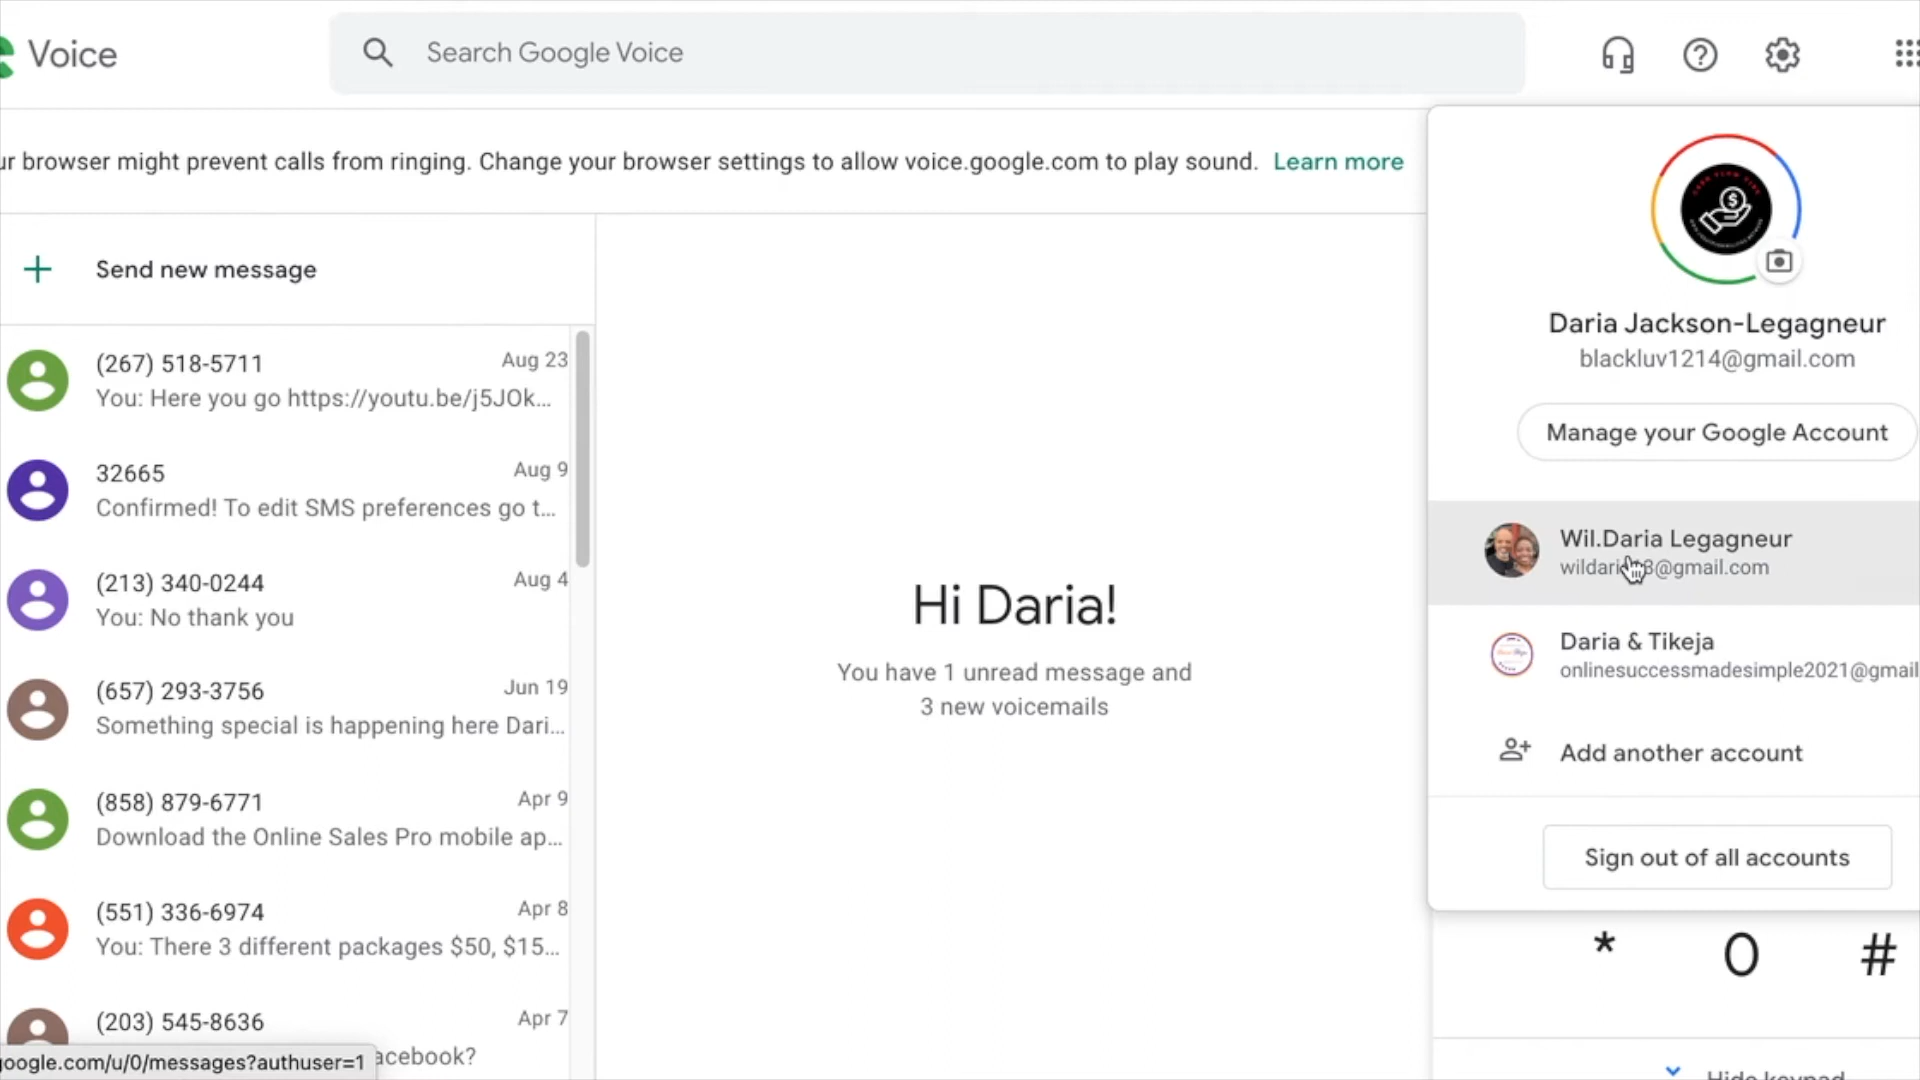 Voice
Search Google Voice
ur browser might prevent calls from ringing. Change your browser settings to allow voice.google.com to play sound. Learn more
Send new message
(267) 518-5711 Aug 23
You: Here you go https://youtu.be/j5JOk...
32665 Aug 9
Confirmed! To edit SMS preferences go t...
(213) 340-0244 Aug 4
You: No thank you
(657) 293-3756 Jun 19
Something special is happening here Dari...
(858) 879-6771 Apr 9
Download the Online Sales Pro mobile ap...
(551) 336-6974 Apr 8
You: There 3 different packages $50, $15...
(203) 545-8636 Apr 7
acebook?
google.com/u/0/messages?authuser=1
Hi Daria!
You have 1 unread message and
3 new voicemails
Daria Jackson-Legagneur
blackluv1214@gmail.com
Manage your Google Account
Wil.Daria Legagneur
Daria & Tikeja
onlinesuccessmadesimple2021@gmail
Add another account
Sign out of all accounts
* 0 #
Hide keypad